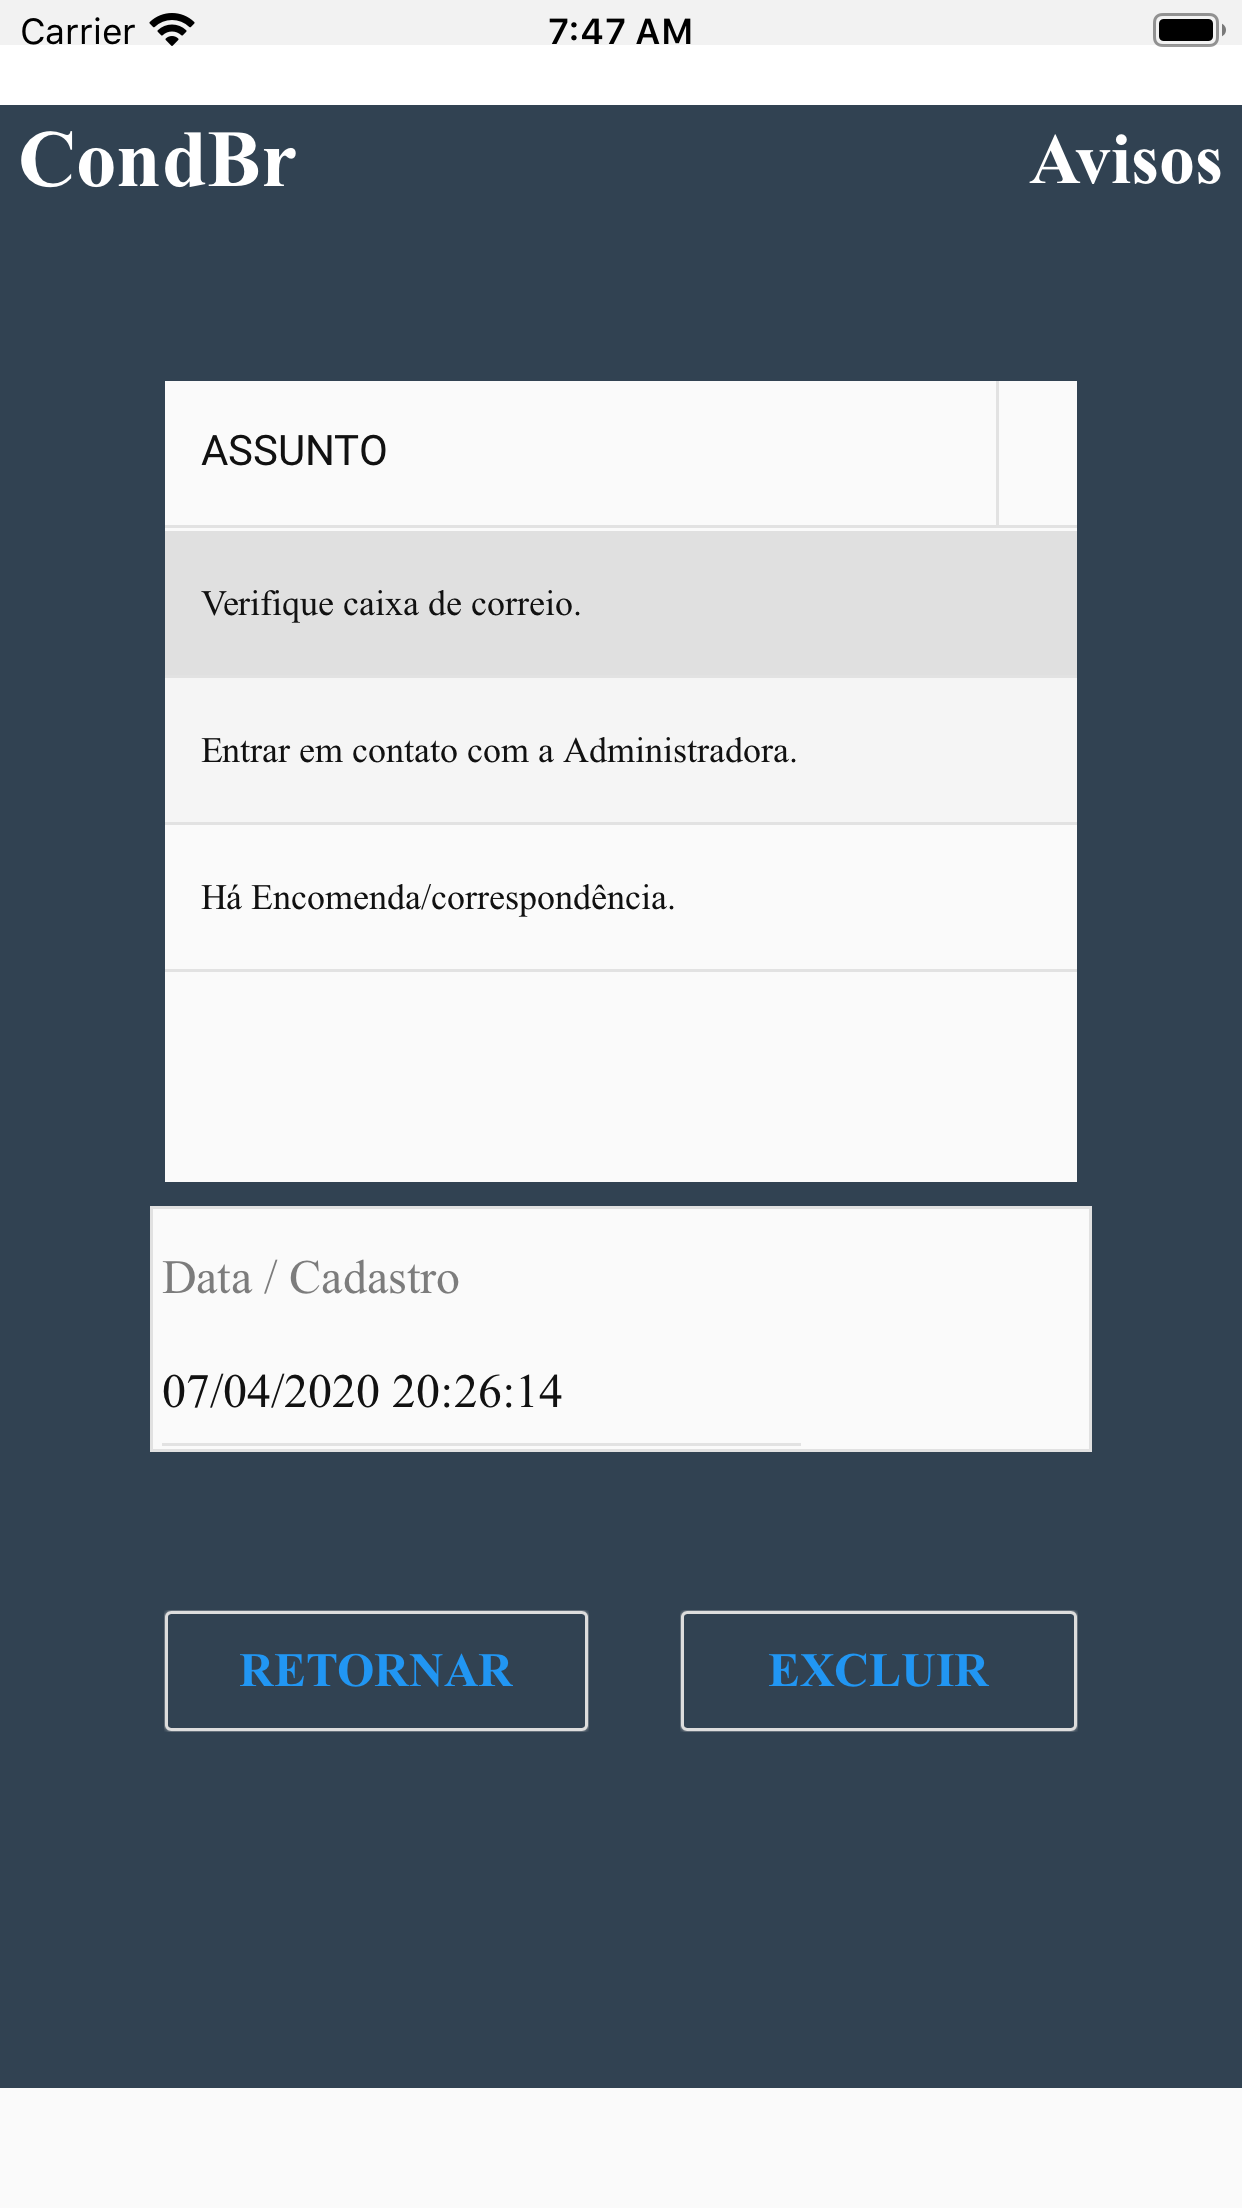 Carrier 7:47 AM
CondBr Avisos
ASSUNTO
Verifique caixa de correio.
Entrar em contato com a Administradora.
Há Encomenda/correspondência.
Data / Cadastro
07/04/2020 20:26:14
RETORNAR EXCLUIR